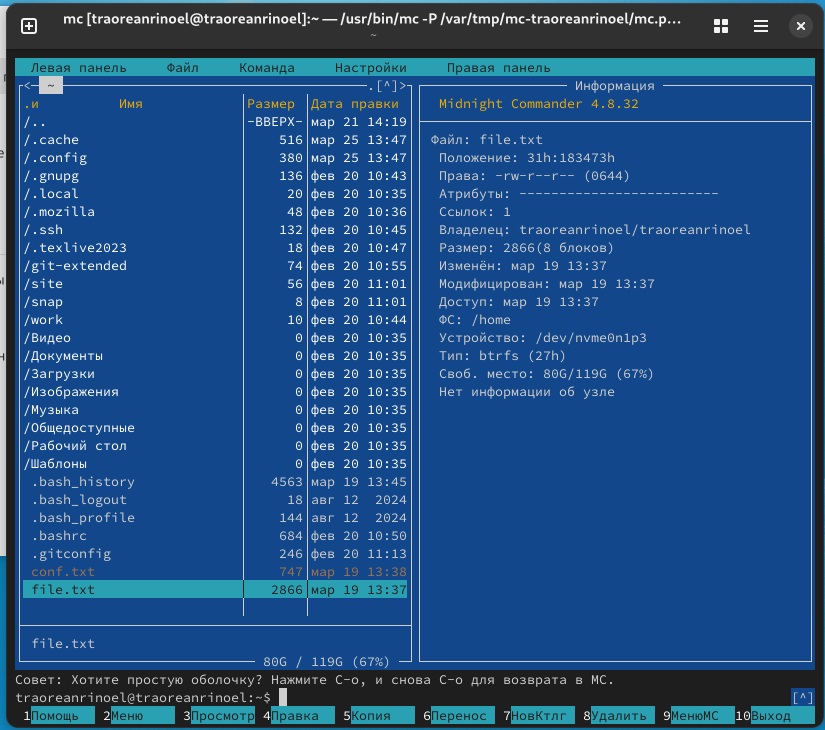 mc [traoreanrinoel@traoreanrinoel]:~ — /usr/bin/mc -P /var/tmp/mc-traoreanrinoel/mc.p…
~
Левая панель Файл Команда Настройки Правая панель
<─ ~ .[^]>
.и Имя Размер Дата правки
/.. -ВВЕРХ- мар 21 14:19
/.cache 516 мар 25 13:47
/.config 380 мар 25 13:47
/.gnupg 136 фев 20 10:43
/.local 20 фев 20 10:35
/.mozilla 48 фев 20 10:36
/.ssh 132 фев 20 10:45
/.texlive2023 18 фев 20 10:47
/git-extended 74 фев 20 10:55
/site 56 фев 20 11:01
/snap 8 фев 20 11:01
/work 10 фев 20 10:44
/Видео 0 фев 20 10:35
/Документы 0 фев 20 10:35
/Загрузки 0 фев 20 10:35
/Изображения 0 фев 20 10:35
/Музыка 0 фев 20 10:35
/Общедоступные 0 фев 20 10:35
/Рабочий стол 0 фев 20 10:35
/Шаблоны 0 фев 20 10:35
.bash_history 4563 мар 19 13:45
.bash_logout 18 авг 12 2024
.bash_profile 144 авг 12 2024
.bashrc 684 фев 20 10:50
.gitconfig 246 фев 20 11:13
conf.txt 747 мар 19 13:38
file.txt 2866 мар 19 13:37
file.txt
80G / 119G (67%)
Информация
Midnight Commander 4.8.32
Файл: file.txt
Положение: 31h:183473h
Права: -rw-r--r-- (0644)
Атрибуты: -------------------------
Ссылок: 1
Владелец: traoreanrinoel/traoreanrinoel
Размер: 2866(8 блоков)
Изменён: мар 19 13:37
Модифицирован: мар 19 13:37
Доступ: мар 19 13:37
ФС: /home
Устройство: /dev/nvme0n1p3
Тип: btrfs (27h)
Своб. место: 80G/119G (67%)
Нет информации об узле
Совет: Хотите простую оболочку? Нажмите C-o, и снова C-o для возврата в MC.
traoreanrinoel@traoreanrinoel:~$ [^]
1Помощь 2Меню 3Просмотр 4Правка 5Копия 6Перенос 7НовКтлг 8Удалить 9МенюMC 10Выход